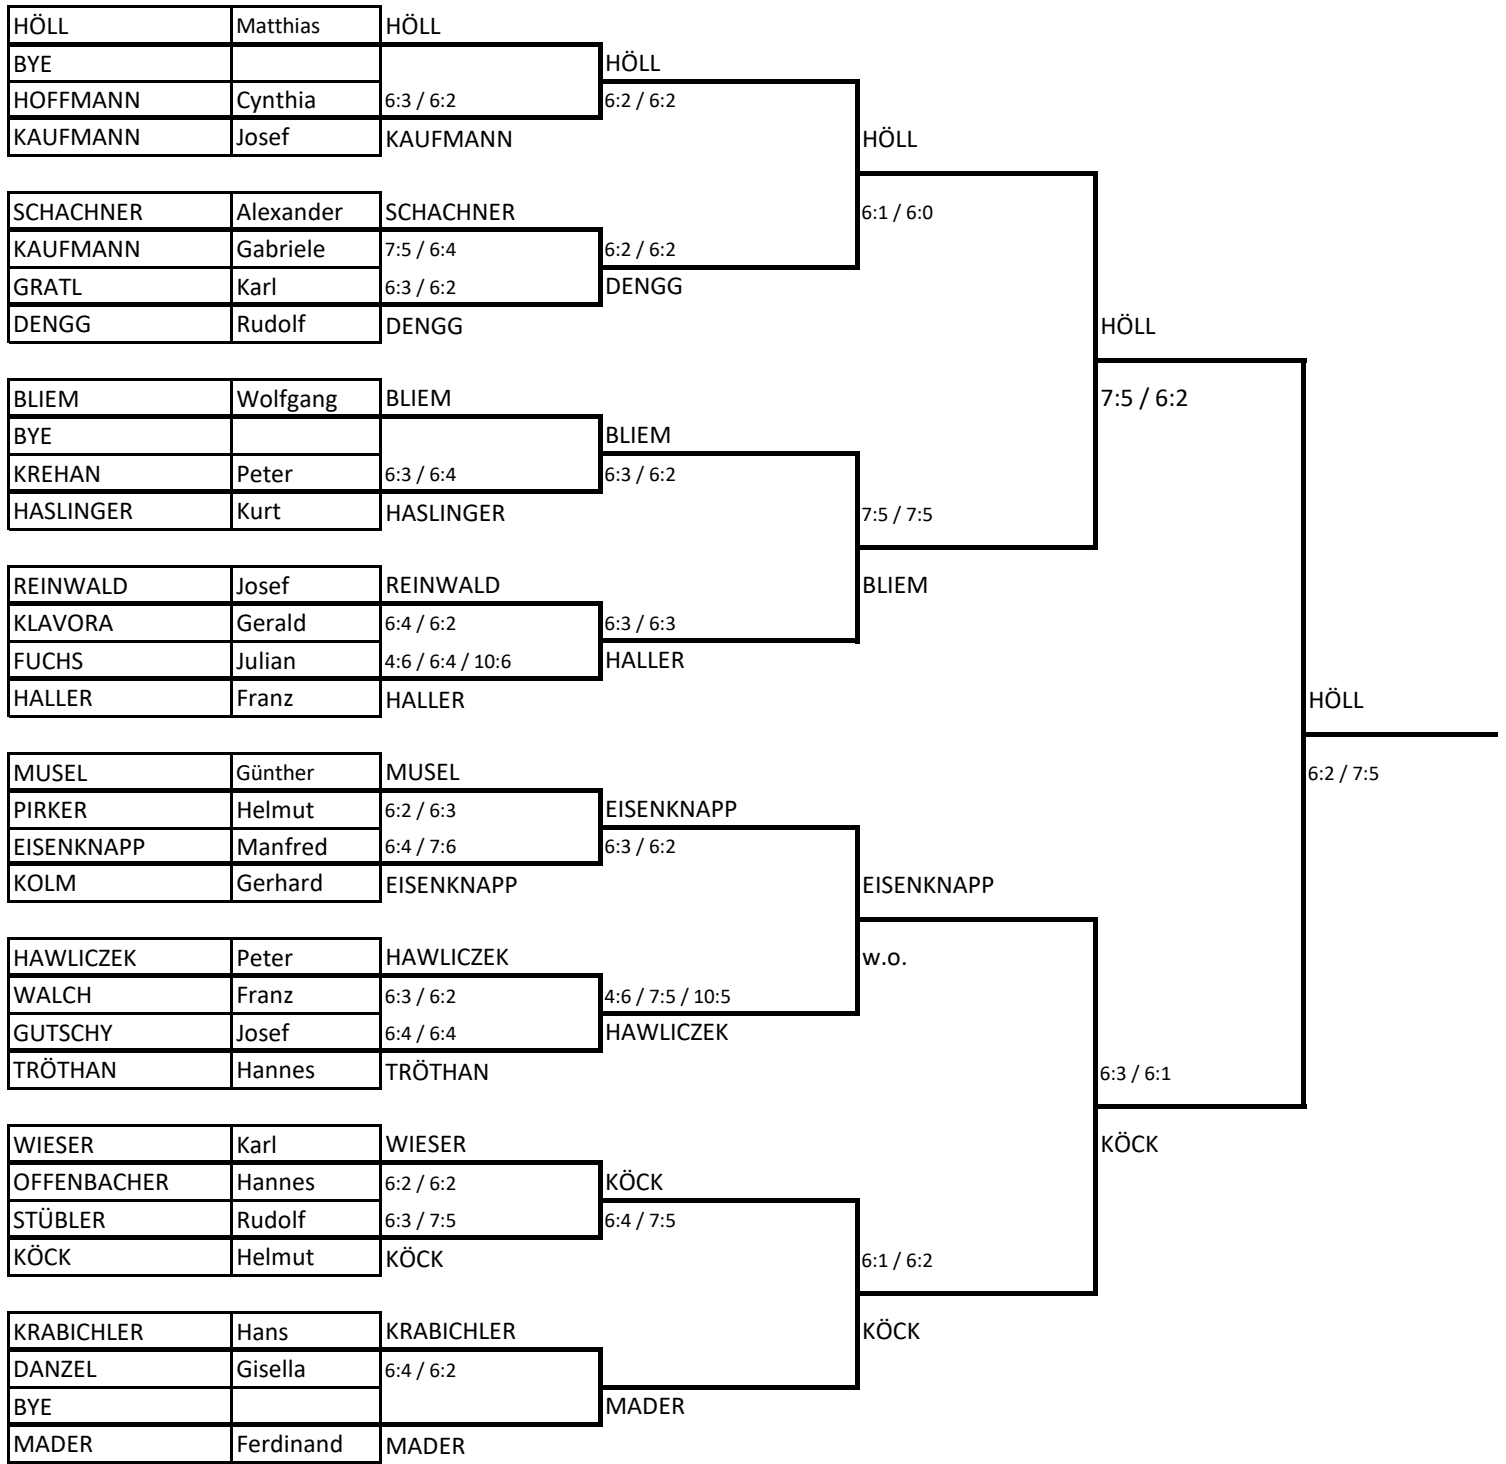 HÖLL Matthias HÖLL
BYE HÖLL
HOFFMANN Cynthia 6:3 / 6:2 6:2 / 6:2
KAUFMANN Josef KAUFMANN HÖLL
SCHACHNER Alexander SCHACHNER 6:1 / 6:0
KAUFMANN Gabriele 7:5 / 6:4 6:2 / 6:2
GRATL Karl 6:3 / 6:2 DENGG
DENGG Rudolf DENGG HÖLL
BLIEM Wolfgang BLIEM 7:5 / 6:2
BYE BLIEM
KREHAN Peter 6:3 / 6:4 6:3 / 6:2
HASLINGER Kurt HASLINGER 7:5 / 7:5
REINWALD Josef REINWALD BLIEM
KLAVORA Gerald 6:4 / 6:2 6:3 / 6:3
FUCHS Julian 4:6 / 6:4 / 10:6 HALLER
HALLER Franz HALLER HÖLL
MUSEL Günther MUSEL 6:2 / 7:5
PIRKER Helmut 6:2 / 6:3 EISENKNAPP
EISENKNAPP Manfred 6:4 / 7:6 6:3 / 6:2
KOLM Gerhard EISENKNAPP EISENKNAPP
HAWLICZEK Peter HAWLICZEK w.o.
WALCH Franz 6:3 / 6:2 4:6 / 7:5 / 10:5
GUTSCHY Josef 6:4 / 6:4 HAWLICZEK
TRÖTHAN Hannes TRÖTHAN 6:3 / 6:1
WIESER Karl WIESER KÖCK
OFFENBACHER Hannes 6:2 / 6:2 KÖCK
STÜBLER Rudolf 6:3 / 7:5 6:4 / 7:5
KÖCK Helmut KÖCK 6:1 / 6:2
KRABICHLER Hans KRABICHLER KÖCK
DANZEL Gisella 6:4 / 6:2
BYE MADER
MADER Ferdinand MADER